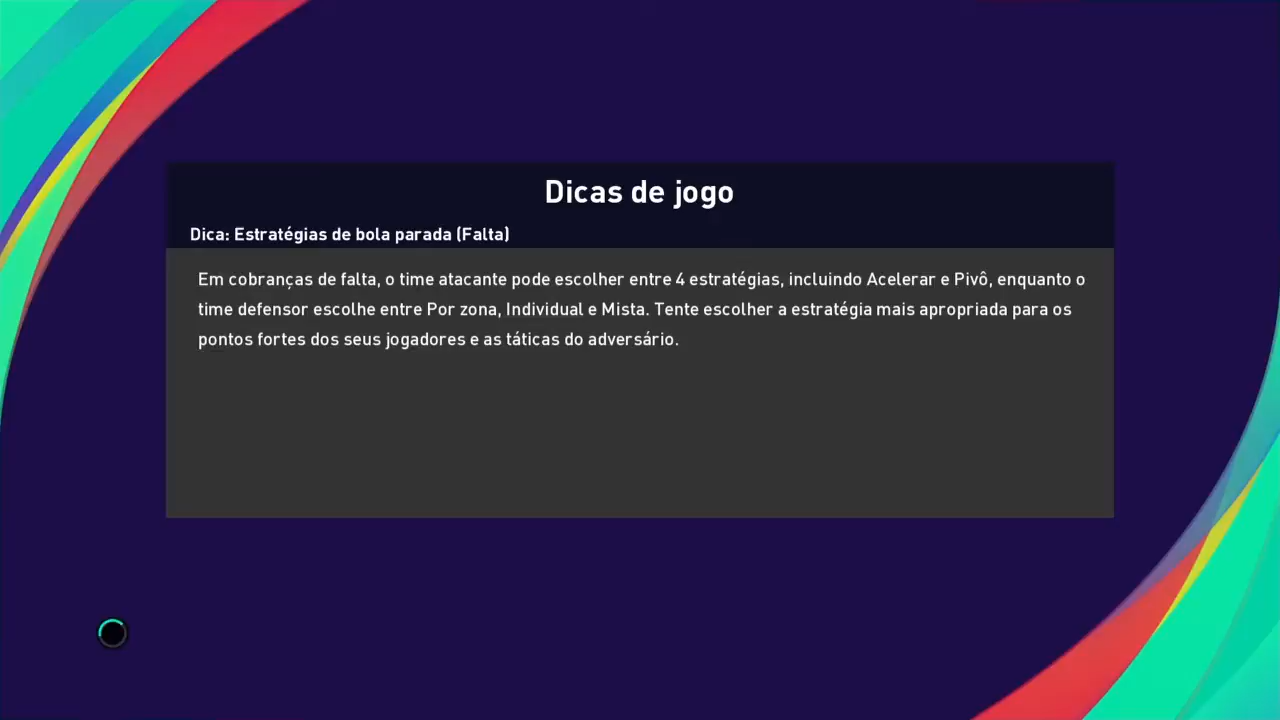 Dicas de jogo
Dica: Estratégias de bola parada (Falta)
Em cobranças de falta, o time atacante pode escolher entre 4 estratégias, incluindo Acelerar e Pivô, enquanto o
time defensor escolhe entre Por zona, Individual e Mista. Tente escolher a estratégia mais apropriada para os
pontos fortes dos seus jogadores e as táticas do adversário.